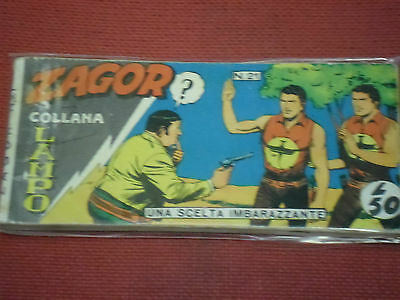 ZAGOR
?
N. 21
COLLANA
LAMPO
UNA SCELTA IMBARAZZANTE
L 50